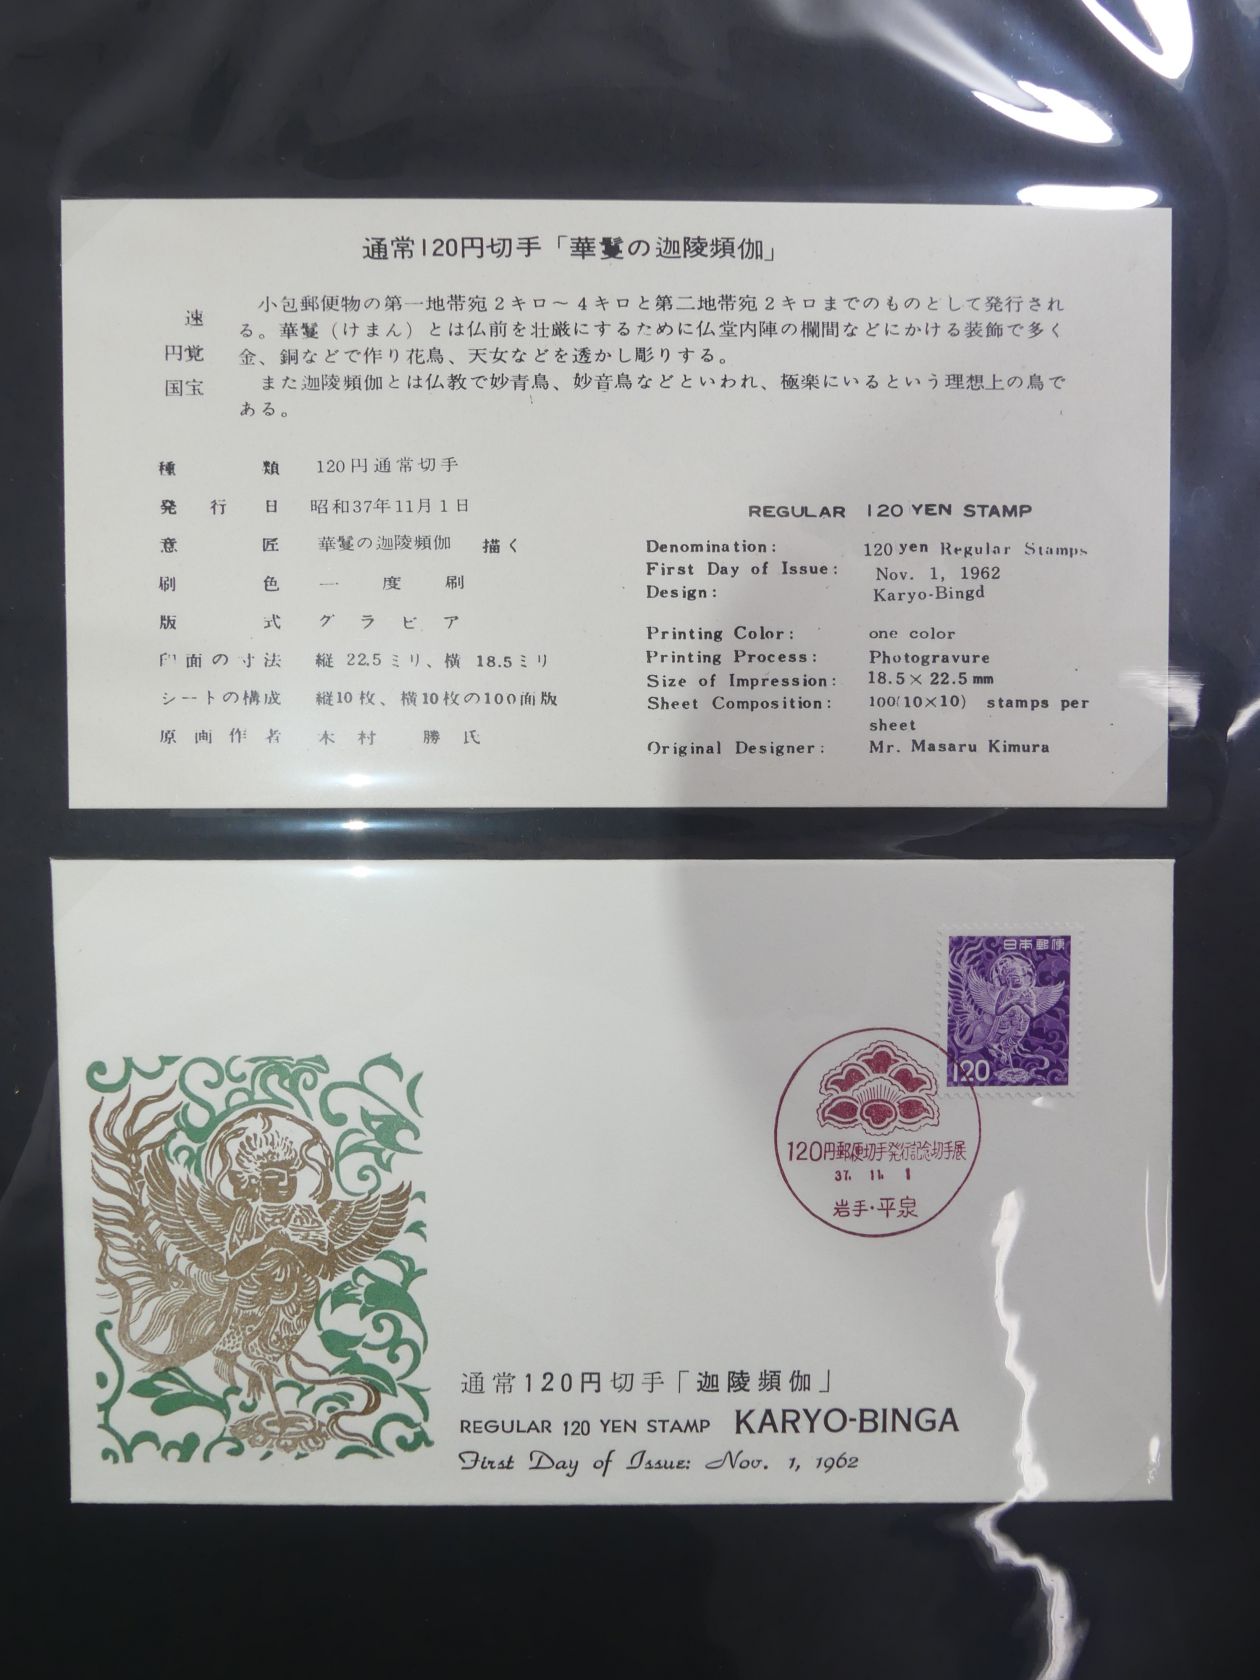 通常120円切手「華鬘の迦陵頻伽」
速
円覚
国宝
小包郵便物の第一地帯宛2キロ～4キロと第二地帯宛2キロまでのものとして発行され
る。華鬘(けまん)とは仏前を壮厳にするために仏堂内陣の欄間などにかける装飾で多く
金、銅などで作り花鳥、天女などを透かし彫りする。
また迦陵頻伽とは仏教で妙青鳥、妙音鳥などといわれ、極楽にいるという理想上の鳥で
ある。
種類 120円通常切手
発行日 昭和37年11月1日
意匠 華鬘の迦陵頻伽 描く
刷色 一度刷
版式 グラビア
印面の寸法 縦 22.5ミリ、横 18.5ミリ
シートの構成 縦10枚、横10枚の100面版
原画作者 木村 勝氏
REGULAR 120 YEN STAMP
Denomination: 120 yen Regular Stamps
First Day of Issue: Nov. 1, 1962
Design: Karyo-Bingd
Printing Color: one color
Printing Process: Photogravure
Size of Impression: 18.5×22.5mm
Sheet Composition: 100(10×10) stamps per
sheet
Original Designer: Mr. Masaru Kimura
日本郵便
120
120円郵便切手発行記念切手展
37. 11. 1
岩手・平泉
通常120円切手「迦陵頻伽」
REGULAR 120 YEN STAMP KARYO-BINGA
First Day of Issue: Nov. 1, 1962